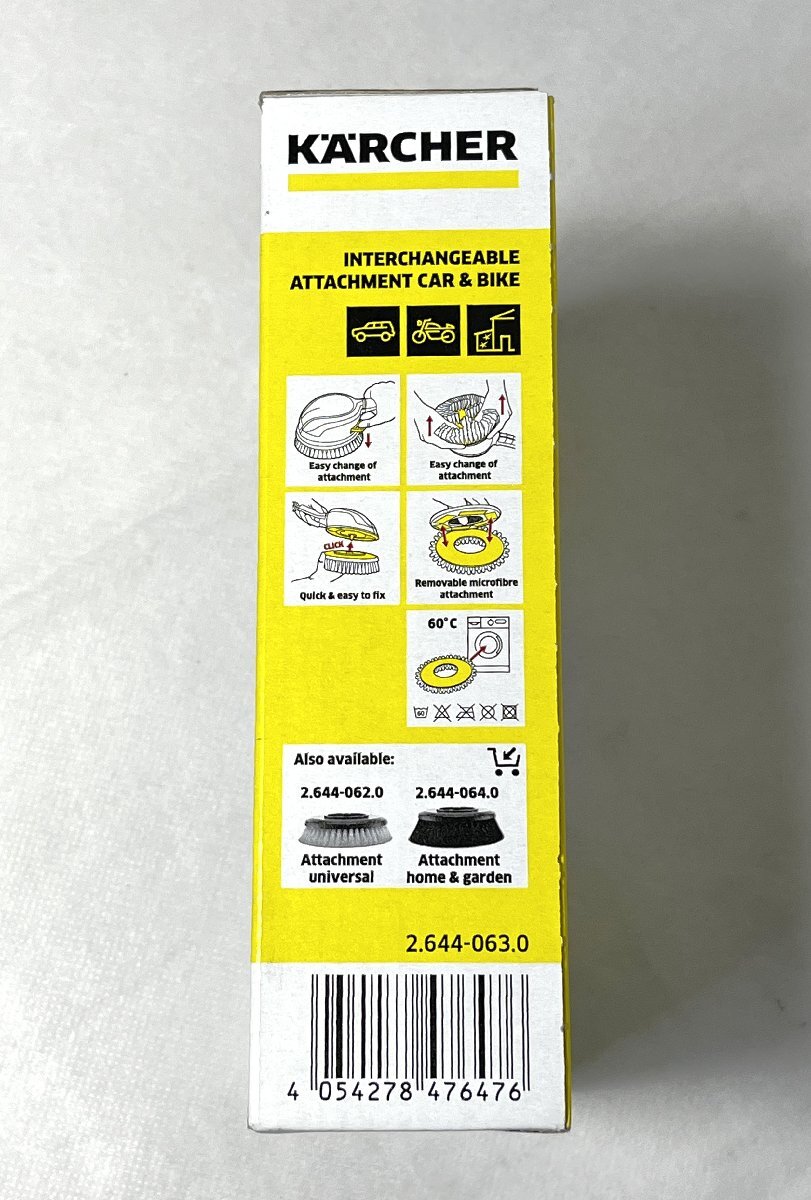 KÄRCHER
INTERCHANGEABLE
ATTACHMENT CAR & BIKE
Easy change of
attachment
Easy change of
attachment
CLICK
Quick & easy to fix
Removable microfibre
attachment
60°C
60
Also available:
2.644-062.0
2.644-064.0
Attachment
universal
Attachment
home & garden
2.644-063.0
4 054278 476476